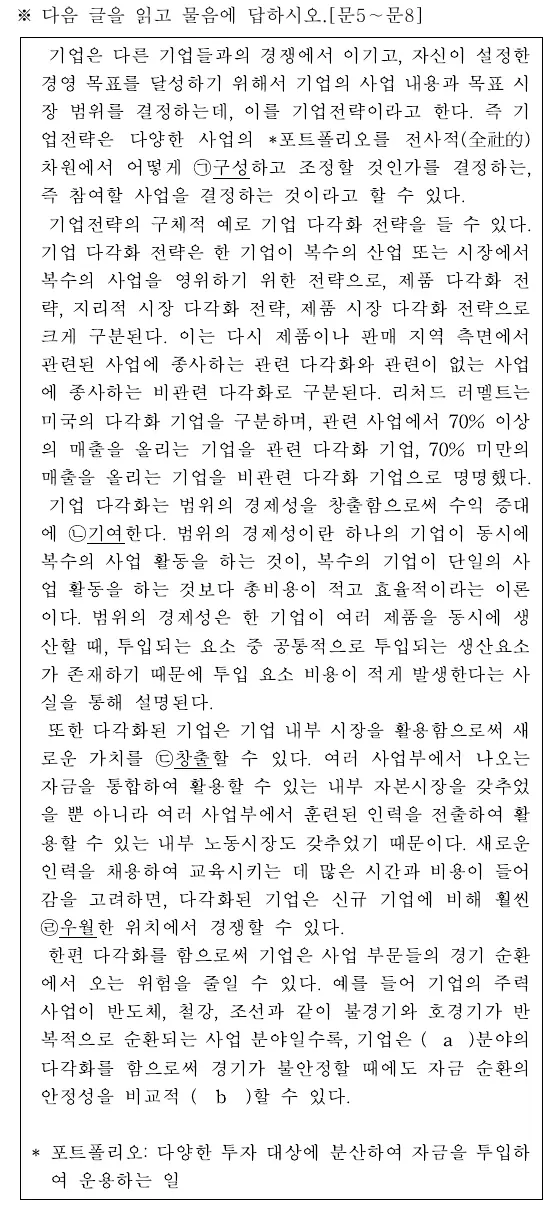 ※ 다음 글을 읽고 물음에 답하시오.[문5∼문8]
기업은 다른 기업들과의 경쟁에서 이기고, 자신이 설정한
경영 목표를 달성하기 위해서 기업의 사업 내용과 목표 시
장 범위를 결정하는데, 이를 기업전략이라고 한다. 즉 기
업전략은 다양한 사업의 *포트폴리오를 전사적(全社的)
차원에서 어떻게 ㉠구성하고 조정할 것인가를 결정하는,
즉 참여할 사업을 결정하는 것이라고 할 수 있다.
기업전략의 구체적 예로 기업 다각화 전략을 들 수 있다.
기업 다각화 전략은 한 기업이 복수의 산업 또는 시장에서
복수의 사업을 영위하기 위한 전략으로, 제품 다각화 전
략, 지리적 시장 다각화 전략, 제품 시장 다각화 전략으로
크게 구분된다. 이는 다시 제품이나 판매 지역 측면에서
관련된 사업에 종사하는 관련 다각화와 관련이 없는 사업
에 종사하는 비관련 다각화로 구분된다. 리처드 러멜트는
미국의 다각화 기업을 구분하며, 관련 사업에서 70% 이상
의 매출을 올리는 기업을 관련 다각화 기업, 70% 미만의
매출을 올리는 기업을 비관련 다각화 기업으로 명명했다.
기업 다각화는 범위의 경제성을 창출함으로써 수익 증대
에 ㉡기여한다. 범위의 경제성이란 하나의 기업이 동시에
복수의 사업 활동을 하는 것이, 복수의 기업이 단일의 사
업 활동을 하는 것보다 총비용이 적고 효율적이라는 이론
이다. 범위의 경제성은 한 기업이 여러 제품을 동시에 생
산할 때, 투입되는 요소 중 공통적으로 투입되는 생산요소
가 존재하기 때문에 투입 요소 비용이 적게 발생한다는 사
실을 통해 설명된다.
또한 다각화된 기업은 기업 내부 시장을 활용함으로써 새
로운 가치를 ㉢창출할 수 있다. 여러 사업부에서 나오는
자금을 통합하여 활용할 수 있는 내부 자본시장을 갖추었
을 뿐 아니라 여러 사업부에서 훈련된 인력을 전출하여 활
용할 수 있는 내부 노동시장도 갖추었기 때문이다. 새로운
인력을 채용하여 교육시키는 데 많은 시간과 비용이 들어
감을 고려하면, 다각화된 기업은 신규 기업에 비해 훨씬
㉣우월한 위치에서 경쟁할 수 있다.
한편 다각화를 함으로써 기업은 사업 부문들의 경기 순환
에서 오는 위험을 줄일 수 있다. 예를 들어 기업의 주력
사업이 반도체, 철강, 조선과 같이 불경기와 호경기가 반
복적으로 순환되는 사업 분야일수록, 기업은 ( a )분야의
다각화를 함으로써 경기가 불안정할 때에도 자금 순환의
안정성을 비교적 ( b )할 수 있다.
* 포트폴리오: 다양한 투자 대상에 분산하여 자금을 투입하
여 운용하는 일